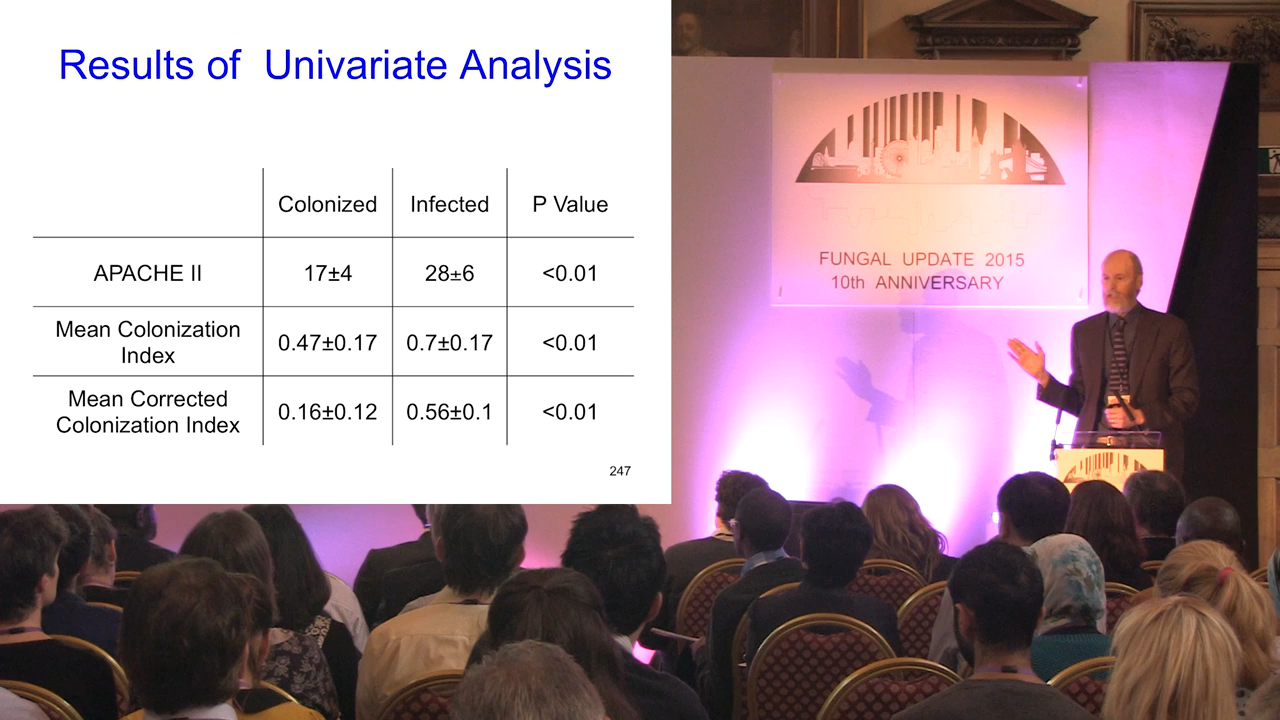 Results of  Univariate Analysis
Colonized Infected P Value
APACHE II 17±4 28±6 <0.01
Mean Colonization
Index 0.47±0.17 0.7±0.17 <0.01
Mean Corrected
Colonization Index 0.16±0.12 0.56±0.1 <0.01
247
FUNGAL UPDATE 2015
10th ANNIVERSARY